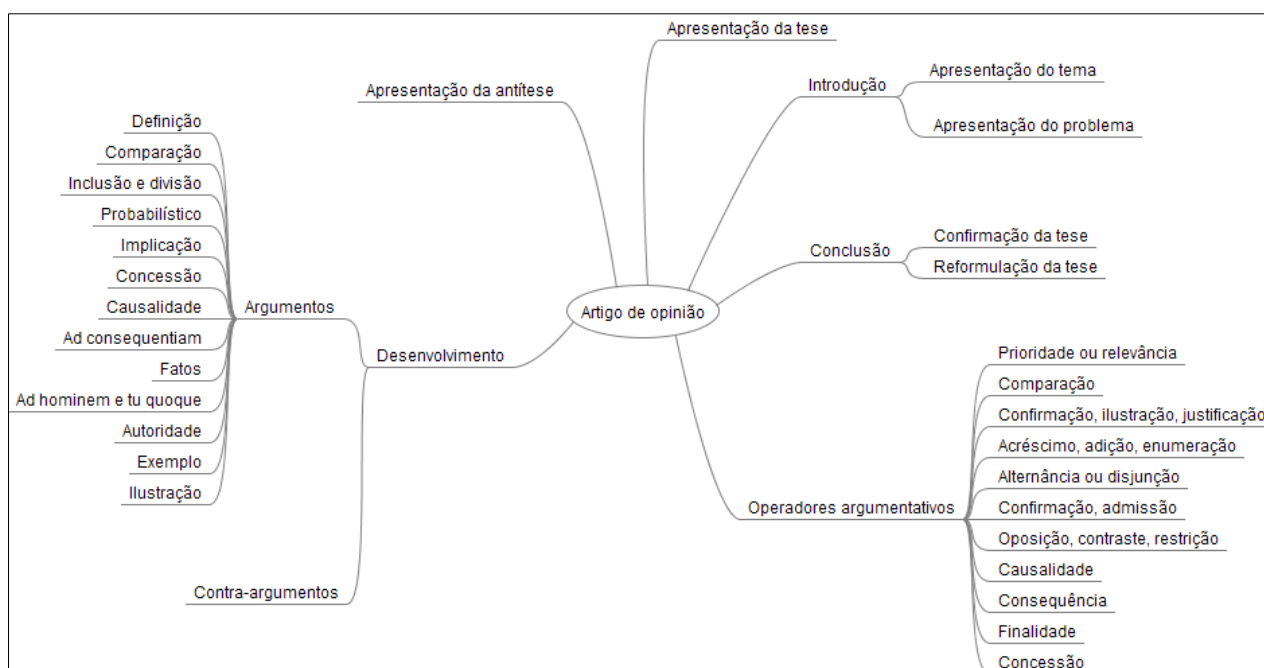 Apresentação da tese
Apresentação da antítese
Introdução
Apresentação do tema
Apresentação do problema
Definição
Comparação
Inclusão e divisão
Probabilístico
Implicação
Concessão
Causalidade
Ad consequentiam
Fatos
Ad hominem e tu quoque
Autoridade
Exemplo
Ilustração
Argumentos
Desenvolvimento
Contra-argumentos
Artigo de opinião
Conclusão
Confirmação da tese
Reformulação da tese
Operadores argumentativos
Prioridade ou relevância
Comparação
Confirmação, ilustração, justificação
Acréscimo, adição, enumeração
Alternância ou disjunção
Confirmação, admissão
Oposição, contraste, restrição
Causalidade
Consequência
Finalidade
Concessão